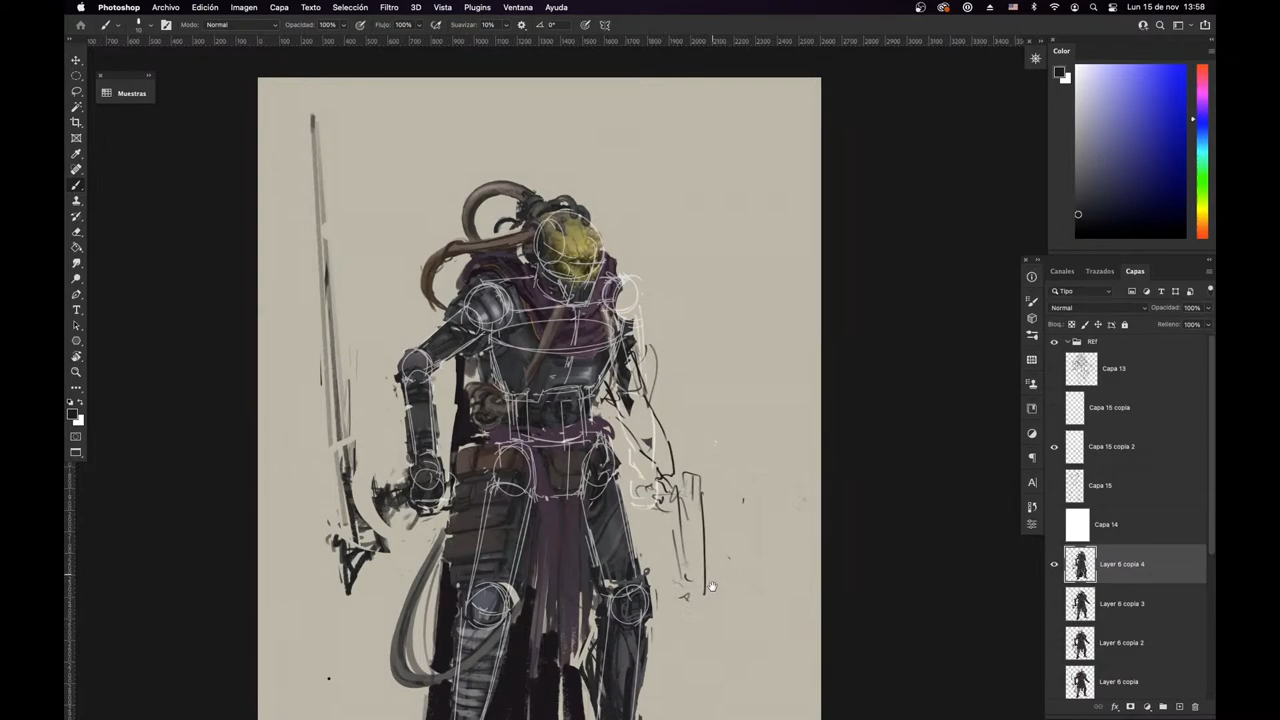 Photoshop Archivo Edición Imagen Capa Texto Selección Filtro 3D Vista Plugins Ventana Ayuda Lun 15 de nov 13:58
10 Modo: Normal Opacidad: 100% Flujo: 100% Suavizar: 10% 0°
Color
Muestras
Canales Trazados Capas
Tipo
Normal Opacidad: 100%
Bloq.: Relleno: 100%
REf
Capa 13
Capa 15 copia
Capa 15 copia 2
Capa 15
Capa 14
Layer 6 copia 4
Layer 6 copia 3
Layer 6 copia 2
Layer 6 copia